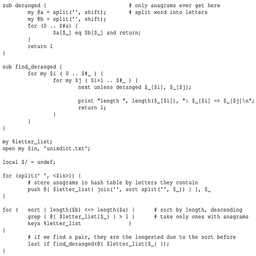 sub deranged {                          # only anagrams ever get here
        my @a = split('', shift);       # split word into letters
        my @b = split('', shift);
        for (0 .. $#a) {
                $a[$_] eq $b[$_] and return;
        }
        return 1
}
sub find_deranged {
        for my $i ( 0 .. $#_ ) {
                for my $j ( $i+1 .. $#_ ) {
                        next unless deranged $_[$i], $_[$j];
                        print "length ", length($_[$i]), ": $_[$i] => $_[$j]\n";
                        return 1;
                }
        }
}
my %letter_list;
open my $in, 'unixdict.txt';
local $/ = undef;
for (split(' ', <$in>)) {
        # store anagrams in hash table by letters they contain
        push @{ $letter_list{ join('', sort split('', $_)) } }, $_
}
for (   sort { length($b) <=> length($a) }      # sort by length, descending
        grep { @{ $letter_list{$_} } > 1 }      # take only ones with anagrams
        keys %letter_list               )
{
        # if we find a pair, they are the longested due to the sort before
        last if find_deranged(@{ $letter_list{$_} });
}